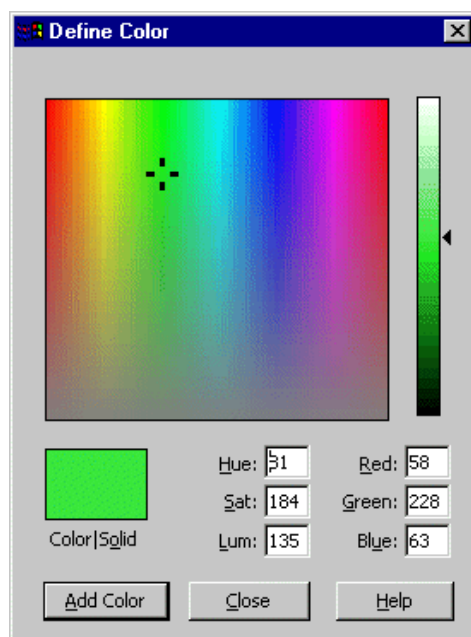 Define Color
Hue: 81
Red: 58
Sat: 184
Green: 228
Color|Solid
Lum: 135
Blue: 63
Add Color
Close
Help